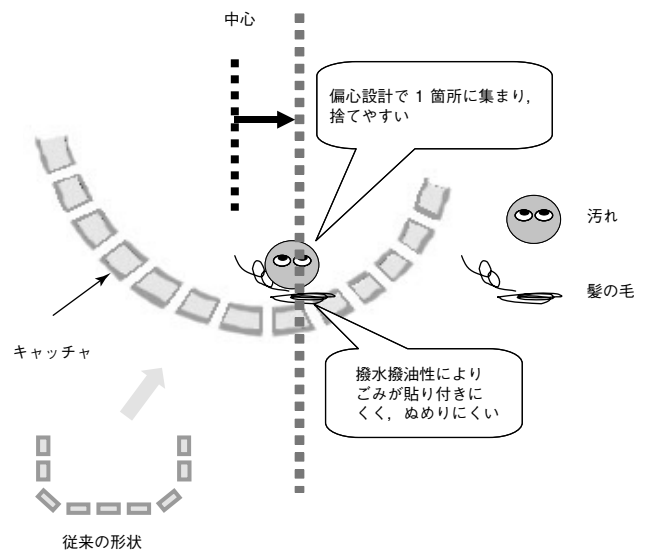 中心
偏心設計で 1 箇所に集まり，
捨てやすい
汚れ
髪の毛
キャッチャ
撥水撥油性により
ごみが貼り付きに
くく，ぬめりにくい
従来の形状